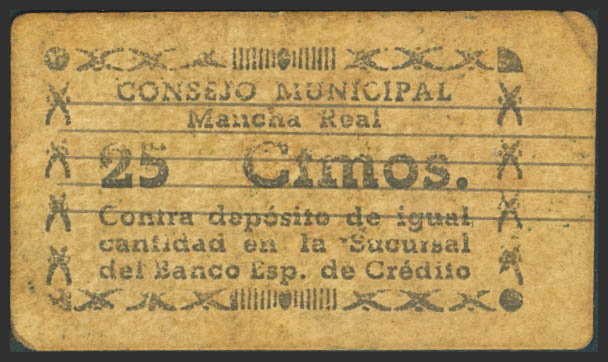 CONSEJO MUNICIPAL
Mancha Real
25 Ctmos.
Contra depósito de igual
cantidad en la Sucursal
del Banco Esp. de Crédito